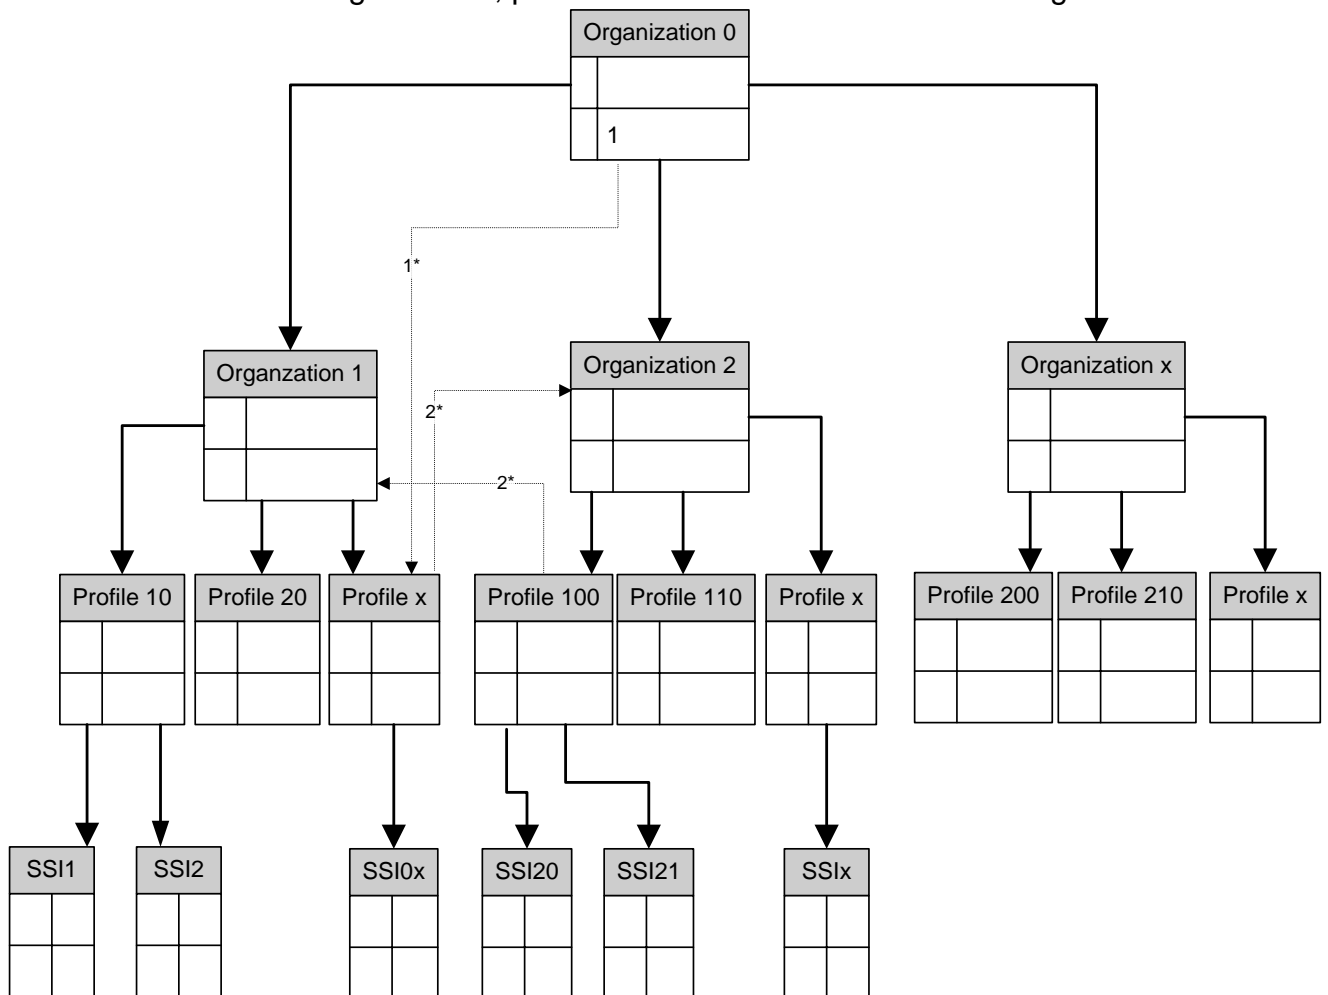 Organization 0
1
1*
Organzation 1
Organization 2
Organization x
2*
2*
Profile 10
Profile 20
Profile x
Profile 100
Profile 110
Profile x
Profile 200
Profile 210
Profile x
SSI1
SSI2
SSI0x
SSI20
SSI21
SSIx